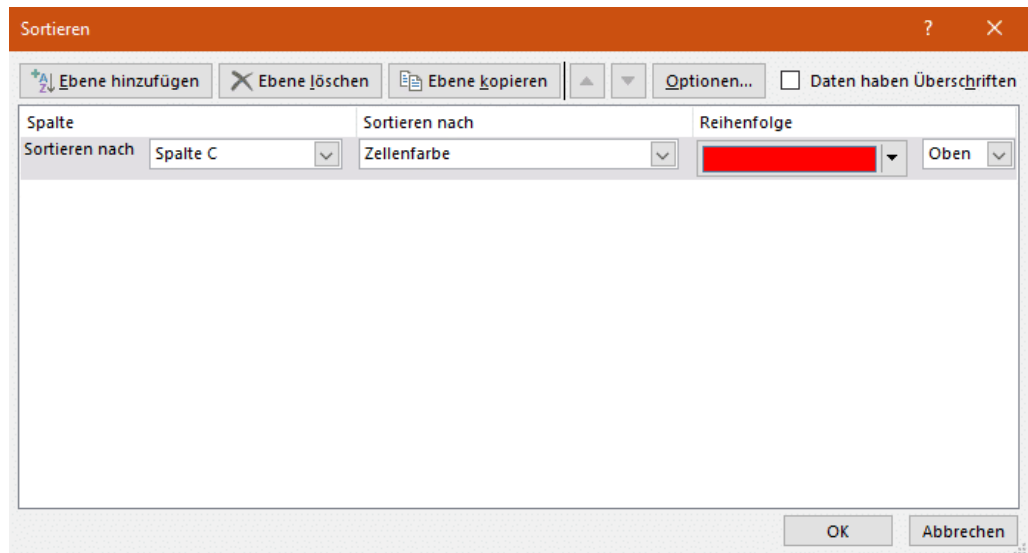 Sortieren
Ebene hinzufügen Ebene löschen Ebene kopieren Optionen... Daten haben Überschriften
Spalte Sortieren nach Reihenfolge
Sortieren nach Spalte C Zellenfarbe Oben
OK Abbrechen